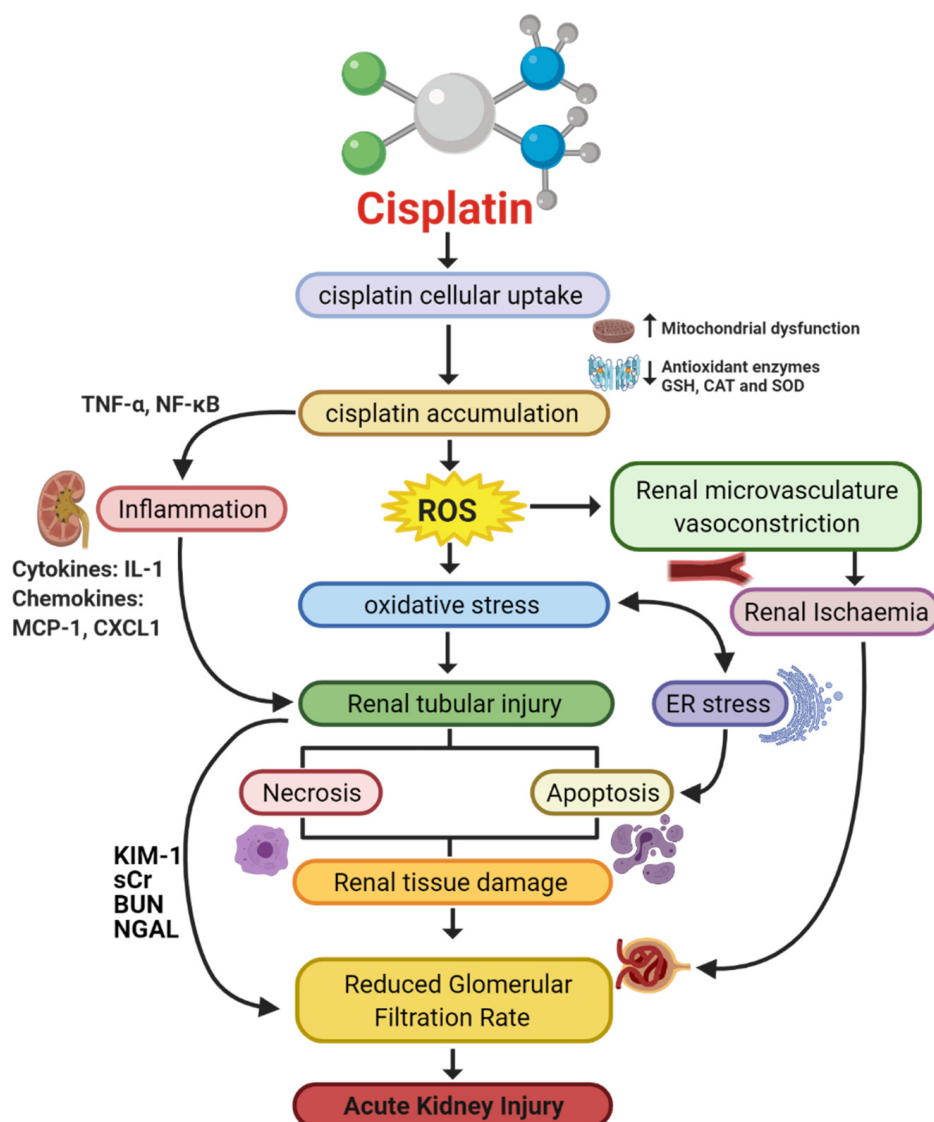 Cisplatin
cisplatin cellular uptake
Mitochondrial dysfunction
Antioxidant enzymes
GSH, CAT and SOD
TNF-α, NF-κB
cisplatin accumulation
Inflammation
ROS
Renal microvasculature
vasoconstriction
Cytokines: IL-1
Chemokines:
MCP-1, CXCL1
oxidative stress
Renal Ischaemia
Renal tubular injury
ER stress
Necrosis
Apoptosis
KIM-1
sCr
BUN
NGAL
Renal tissue damage
Reduced Glomerular
Filtration Rate
Acute Kidney Injury